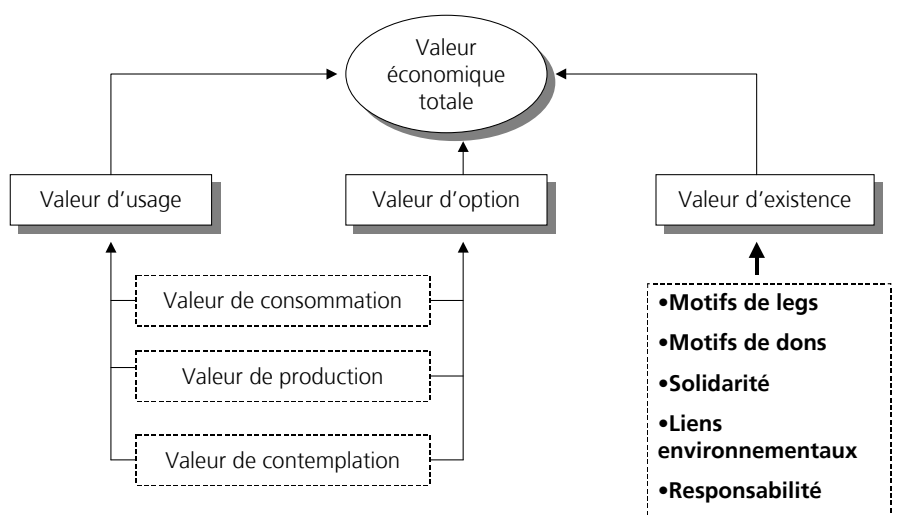 Valeur
économique
totale
Valeur d'usage
Valeur d'option
Valeur d'existence
Valeur de consommation
Valeur de production
Valeur de contemplation
•Motifs de legs
•Motifs de dons
•Solidarité
•Liens
environnementaux
•Responsabilité